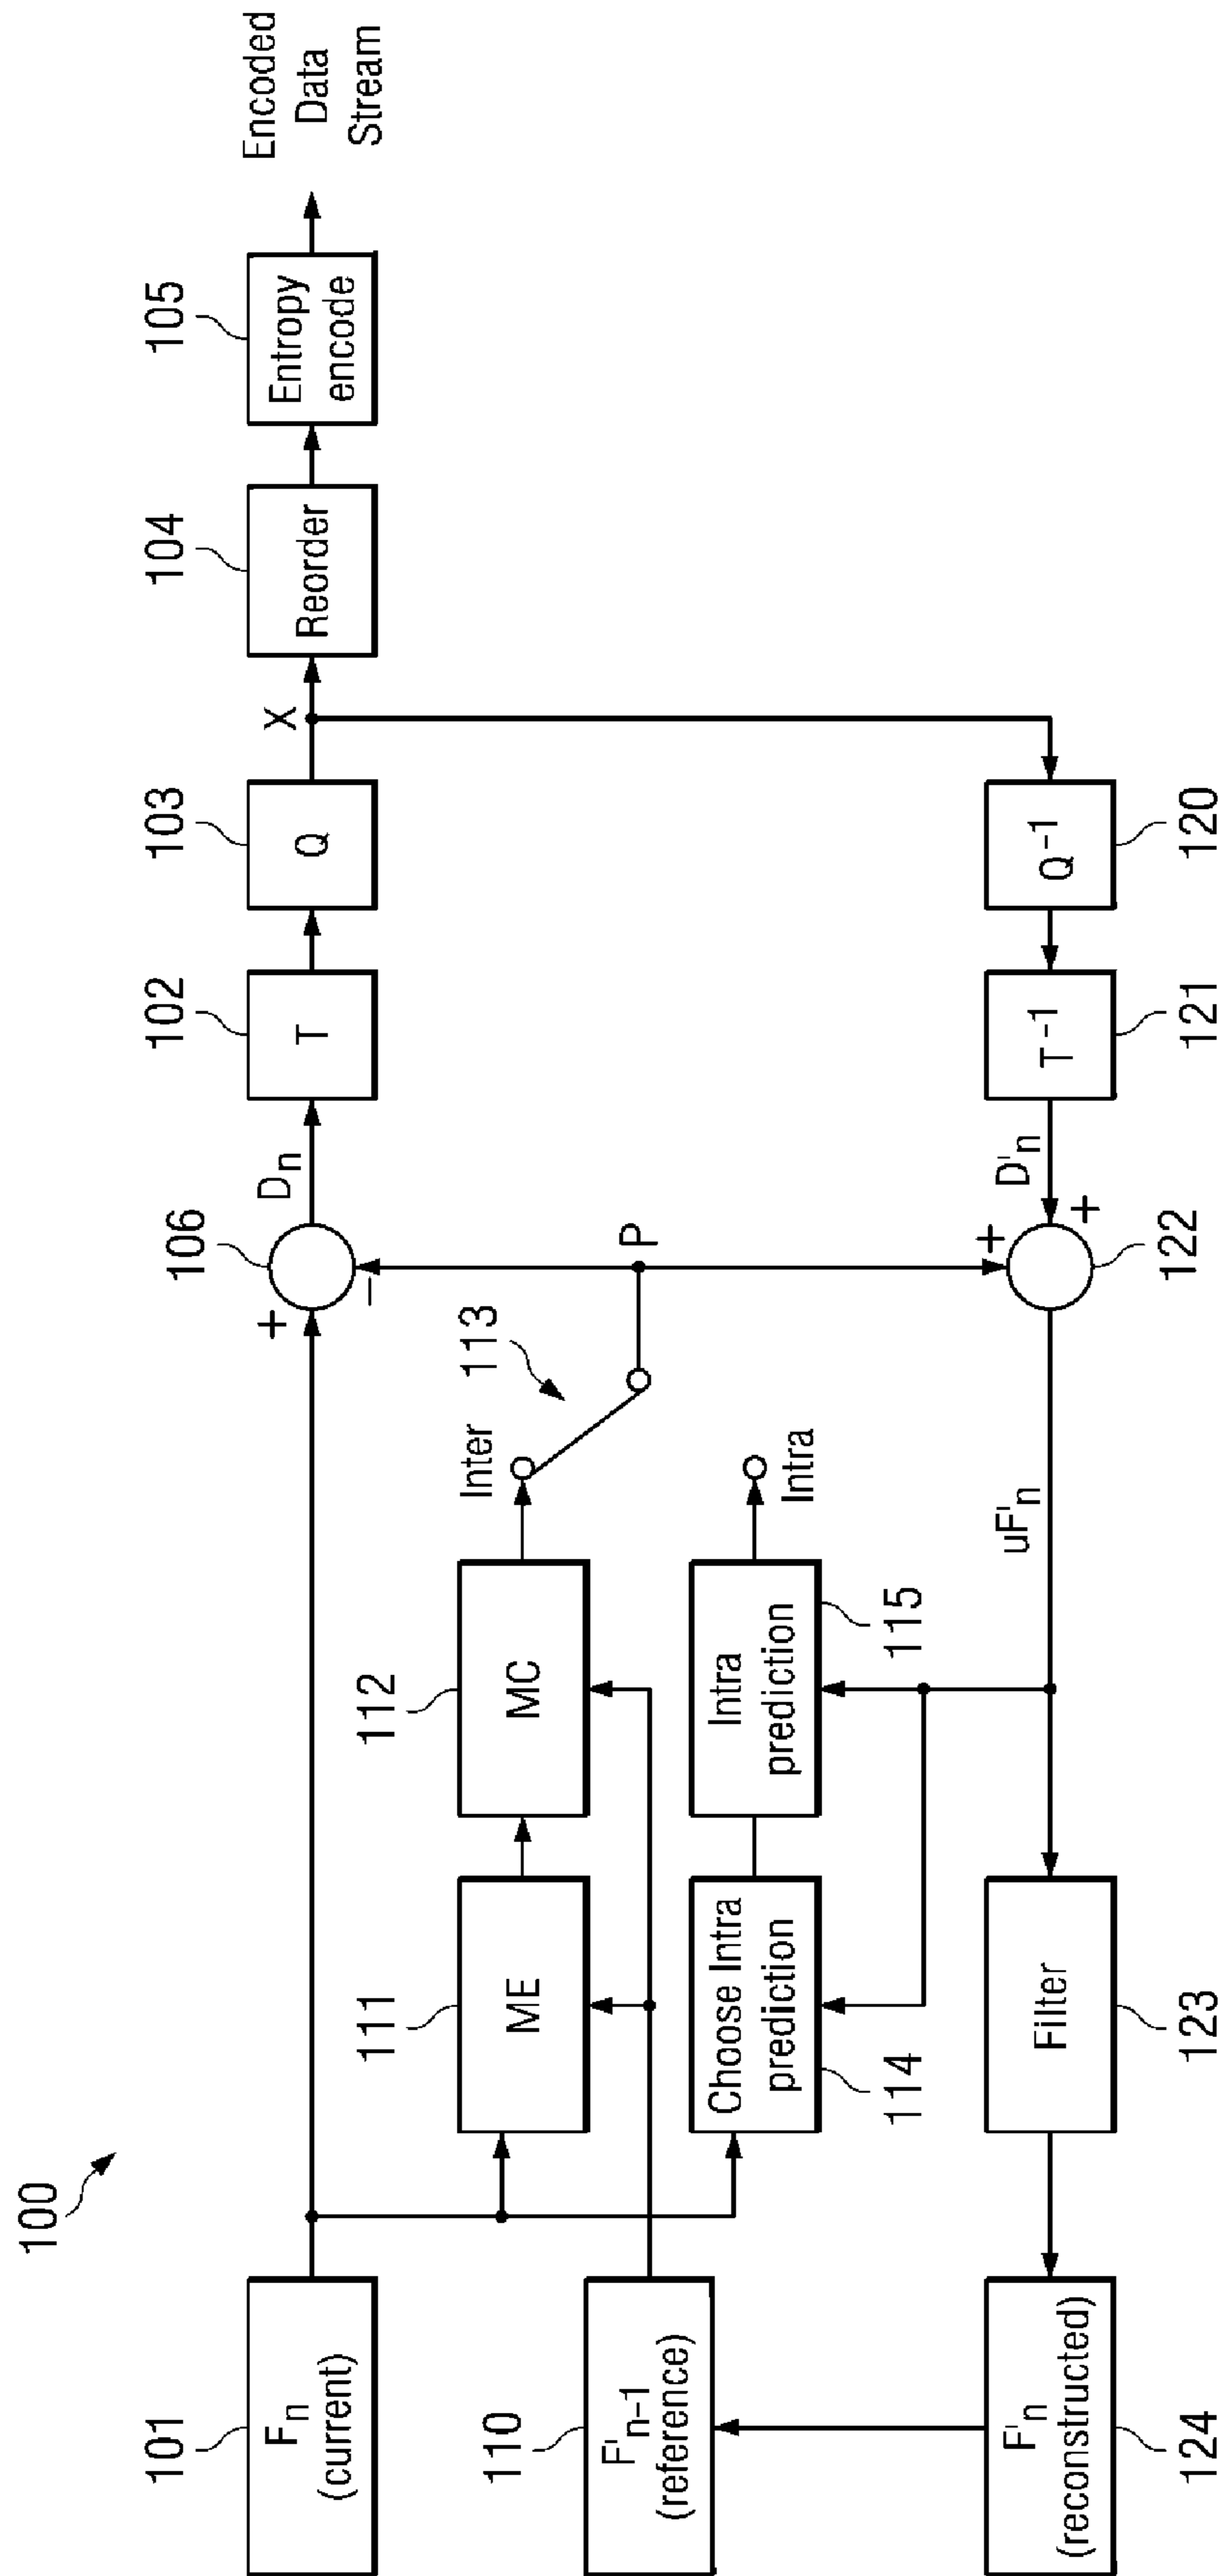 100
101
F n
(current)
106
+
−
D n
102
T
103
Q
X
104
Reorder
105
Entropy
encode
Encoded
Data
Stream
110
F' n−1
(reference)
111
ME
112
MC
Inter
113
P
114
Choose Intra
prediction
115
Intra
prediction
Intra
124
F' n
(reconstructed)
123
Filter
uF' n
122
+
+
D' n
121
T −1
120
Q −1